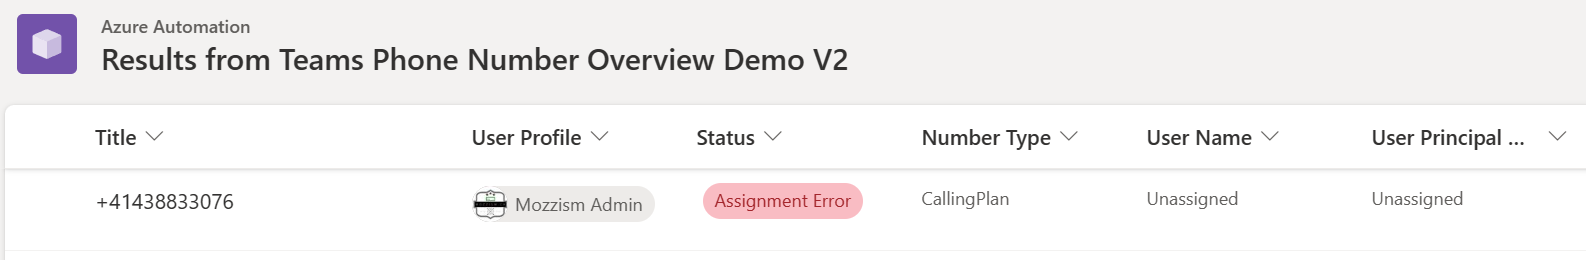 Azure Automation
Results from Teams Phone Number Overview Demo V2
Title User Profile Status Number Type User Name User Principal ...
+41438833076 Mozzism Admin Assignment Error CallingPlan Unassigned Unassigned